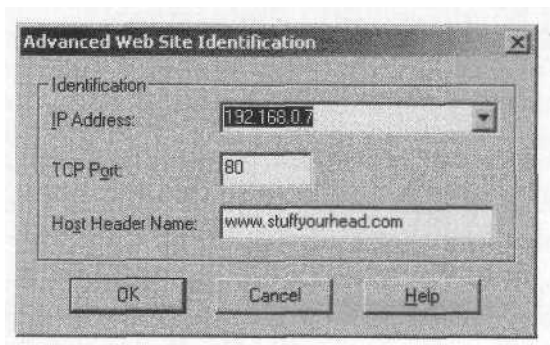 Advanced Web Site Identification
Identification
IP Address: 192.168.0.7
TCP Port: 80
Host Header Name: www.stuffyourhead.com
OK Cancel Help